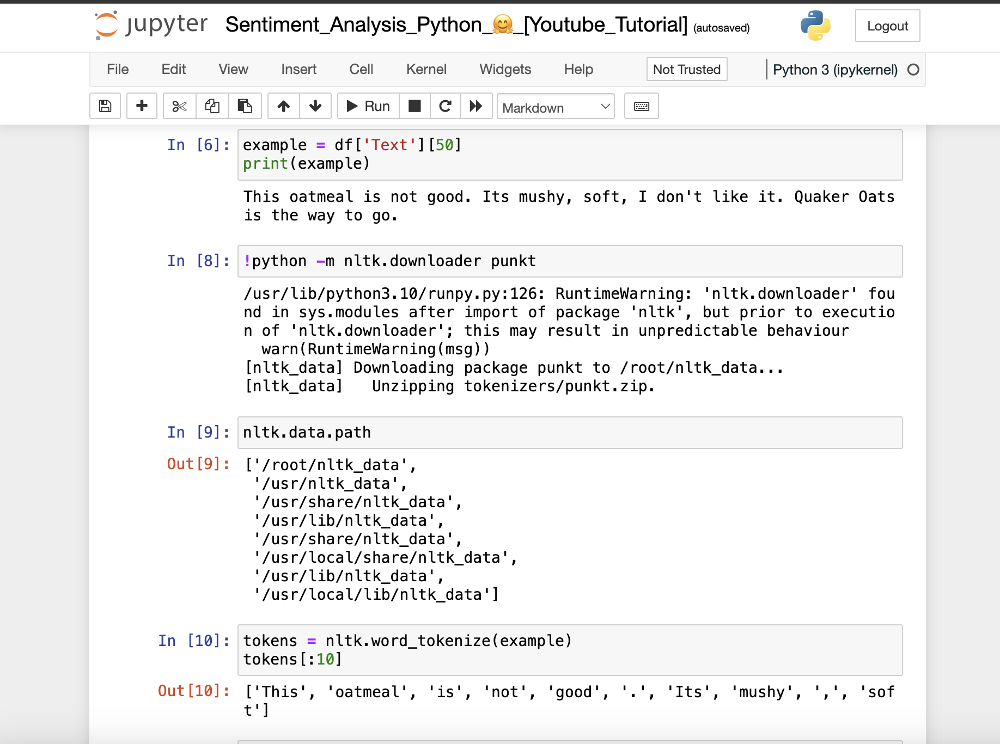 jupyter Sentiment_Analysis_Python_🤗_[Youtube_Tutorial] (autosaved) Logout
File Edit View Insert Cell Kernel Widgets Help Not Trusted Python 3 (ipykernel)
Run Markdown
In [6]: example = df['Text'][50]
print(example)
This oatmeal is not good. Its mushy, soft, I don't like it. Quaker Oats
is the way to go.
In [8]: !python -m nltk.downloader punkt
/usr/lib/python3.10/runpy.py:126: RuntimeWarning: 'nltk.downloader' fou
nd in sys.modules after import of package 'nltk', but prior to executio
n of 'nltk.downloader'; this may result in unpredictable behaviour
  warn(RuntimeWarning(msg))
[nltk_data] Downloading package punkt to /root/nltk_data...
[nltk_data]   Unzipping tokenizers/punkt.zip.
In [9]: nltk.data.path
Out[9]: ['/root/nltk_data',
 '/usr/nltk_data',
 '/usr/share/nltk_data',
 '/usr/lib/nltk_data',
 '/usr/share/nltk_data',
 '/usr/local/share/nltk_data',
 '/usr/lib/nltk_data',
 '/usr/local/lib/nltk_data']
In [10]: tokens = nltk.word_tokenize(example)
tokens[:10]
Out[10]: ['This', 'oatmeal', 'is', 'not', 'good', '.', 'Its', 'mushy', ',', 'sof
t']